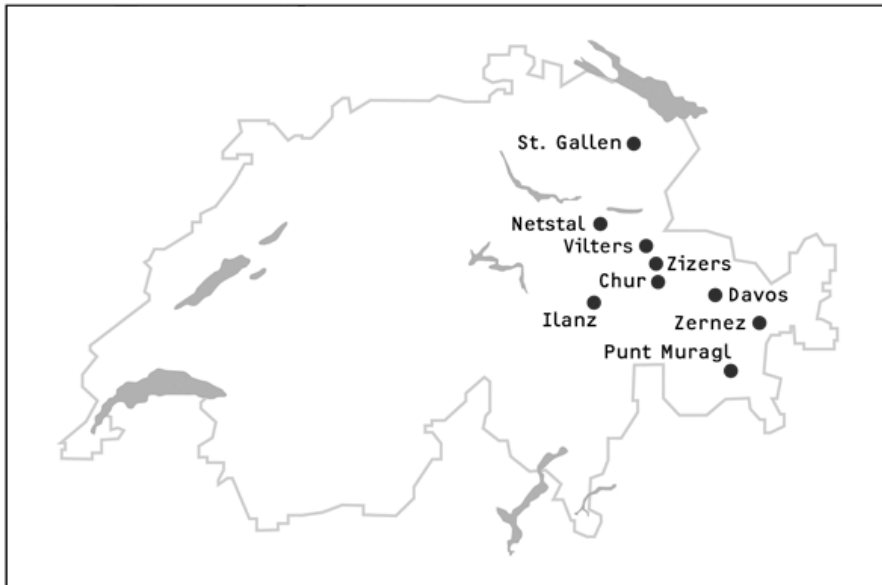 St. Gallen
Netstal
Vilters
Zizers
Chur
Davos
Ilanz
Zernez
Punt Muragl